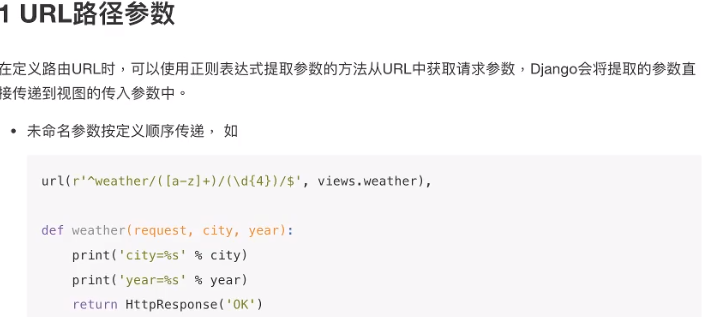 1 URL路径参数
在定义路由URL时，可以使用正则表达式提取参数的方法从URL中获取请求参数，Django会将提取的参数直
接传递到视图的传入参数中。
• 未命名参数按定义顺序传递， 如
url(r'^weather/([a-z]+)/(\d{4})/$', views.weather),
def weather(request, city, year):
    print('city=%s' % city)
    print('year=%s' % year)
    return HttpResponse('OK')